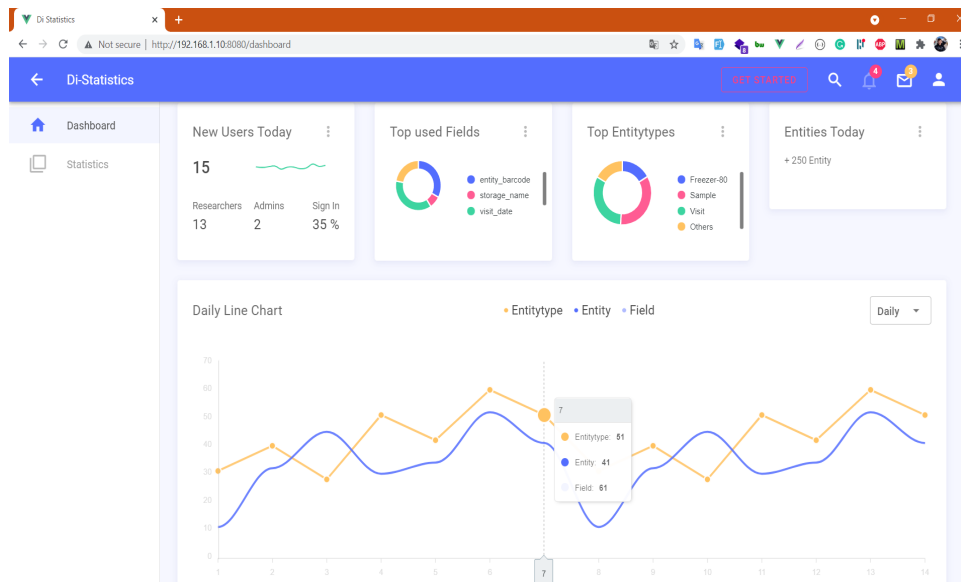 Di Statistics
Not secure | http://192.168.1.10:8080/dashboard
Di-Statistics
GET STARTED
4
3
Dashboard
Statistics
New Users Today
15
Researchers Admins Sign In
13 2 35 %
Top used Fields
entity_barcode
storage_name
visit_date
Top Entitytypes
Freezer-80
Sample
Visit
Others
Entities Today
+ 250 Entity
Daily Line Chart
Entitytype Entity Field
Daily
70
60
50
40
30
20
10
0
7
Entitytype: 51
Entity: 41
Field: 61
1 2 3 4 5 6 7 8 9 10 11 12 13 14